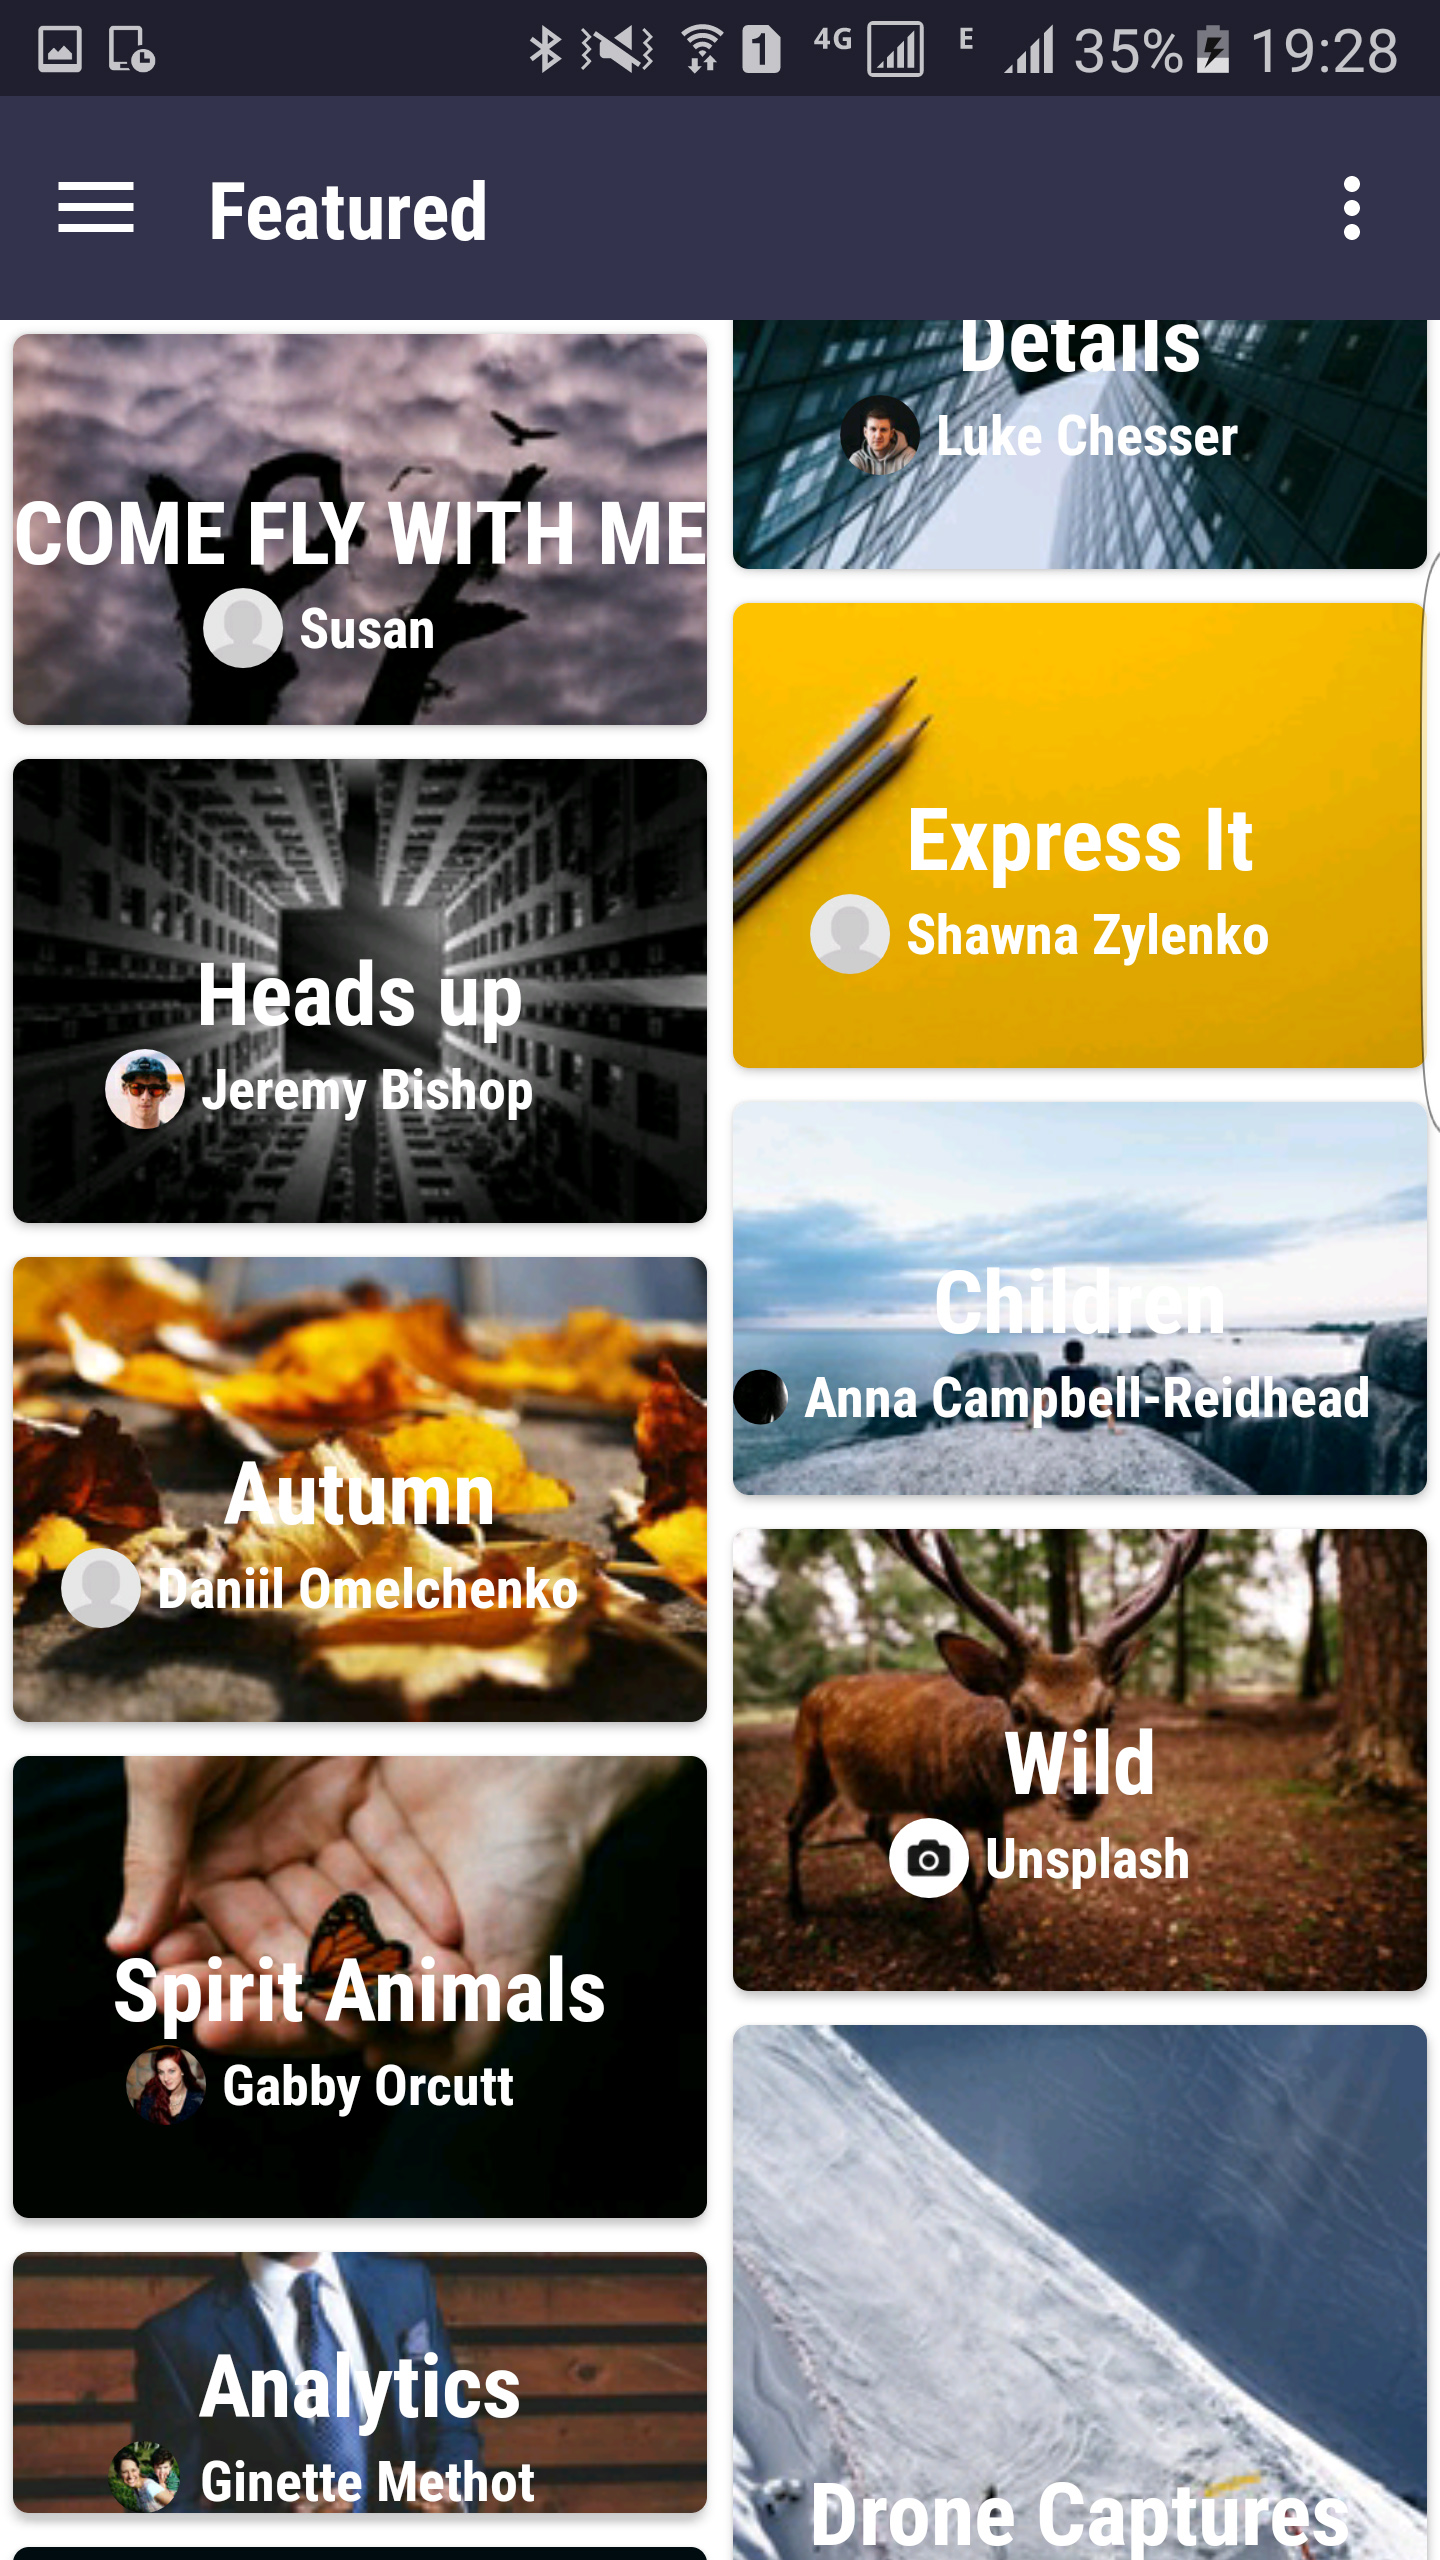 4G E 35% 19:28
Featured
COME FLY WITH ME
Susan
Heads up
Jeremy Bishop
Autumn
Daniil Omelchenko
Spirit Animals
Gabby Orcutt
Analytics
Ginette Methot
Details
Luke Chesser
Express It
Shawna Zylenko
Children
Anna Campbell-Reidhead
Wild
Unsplash
Drone Captures